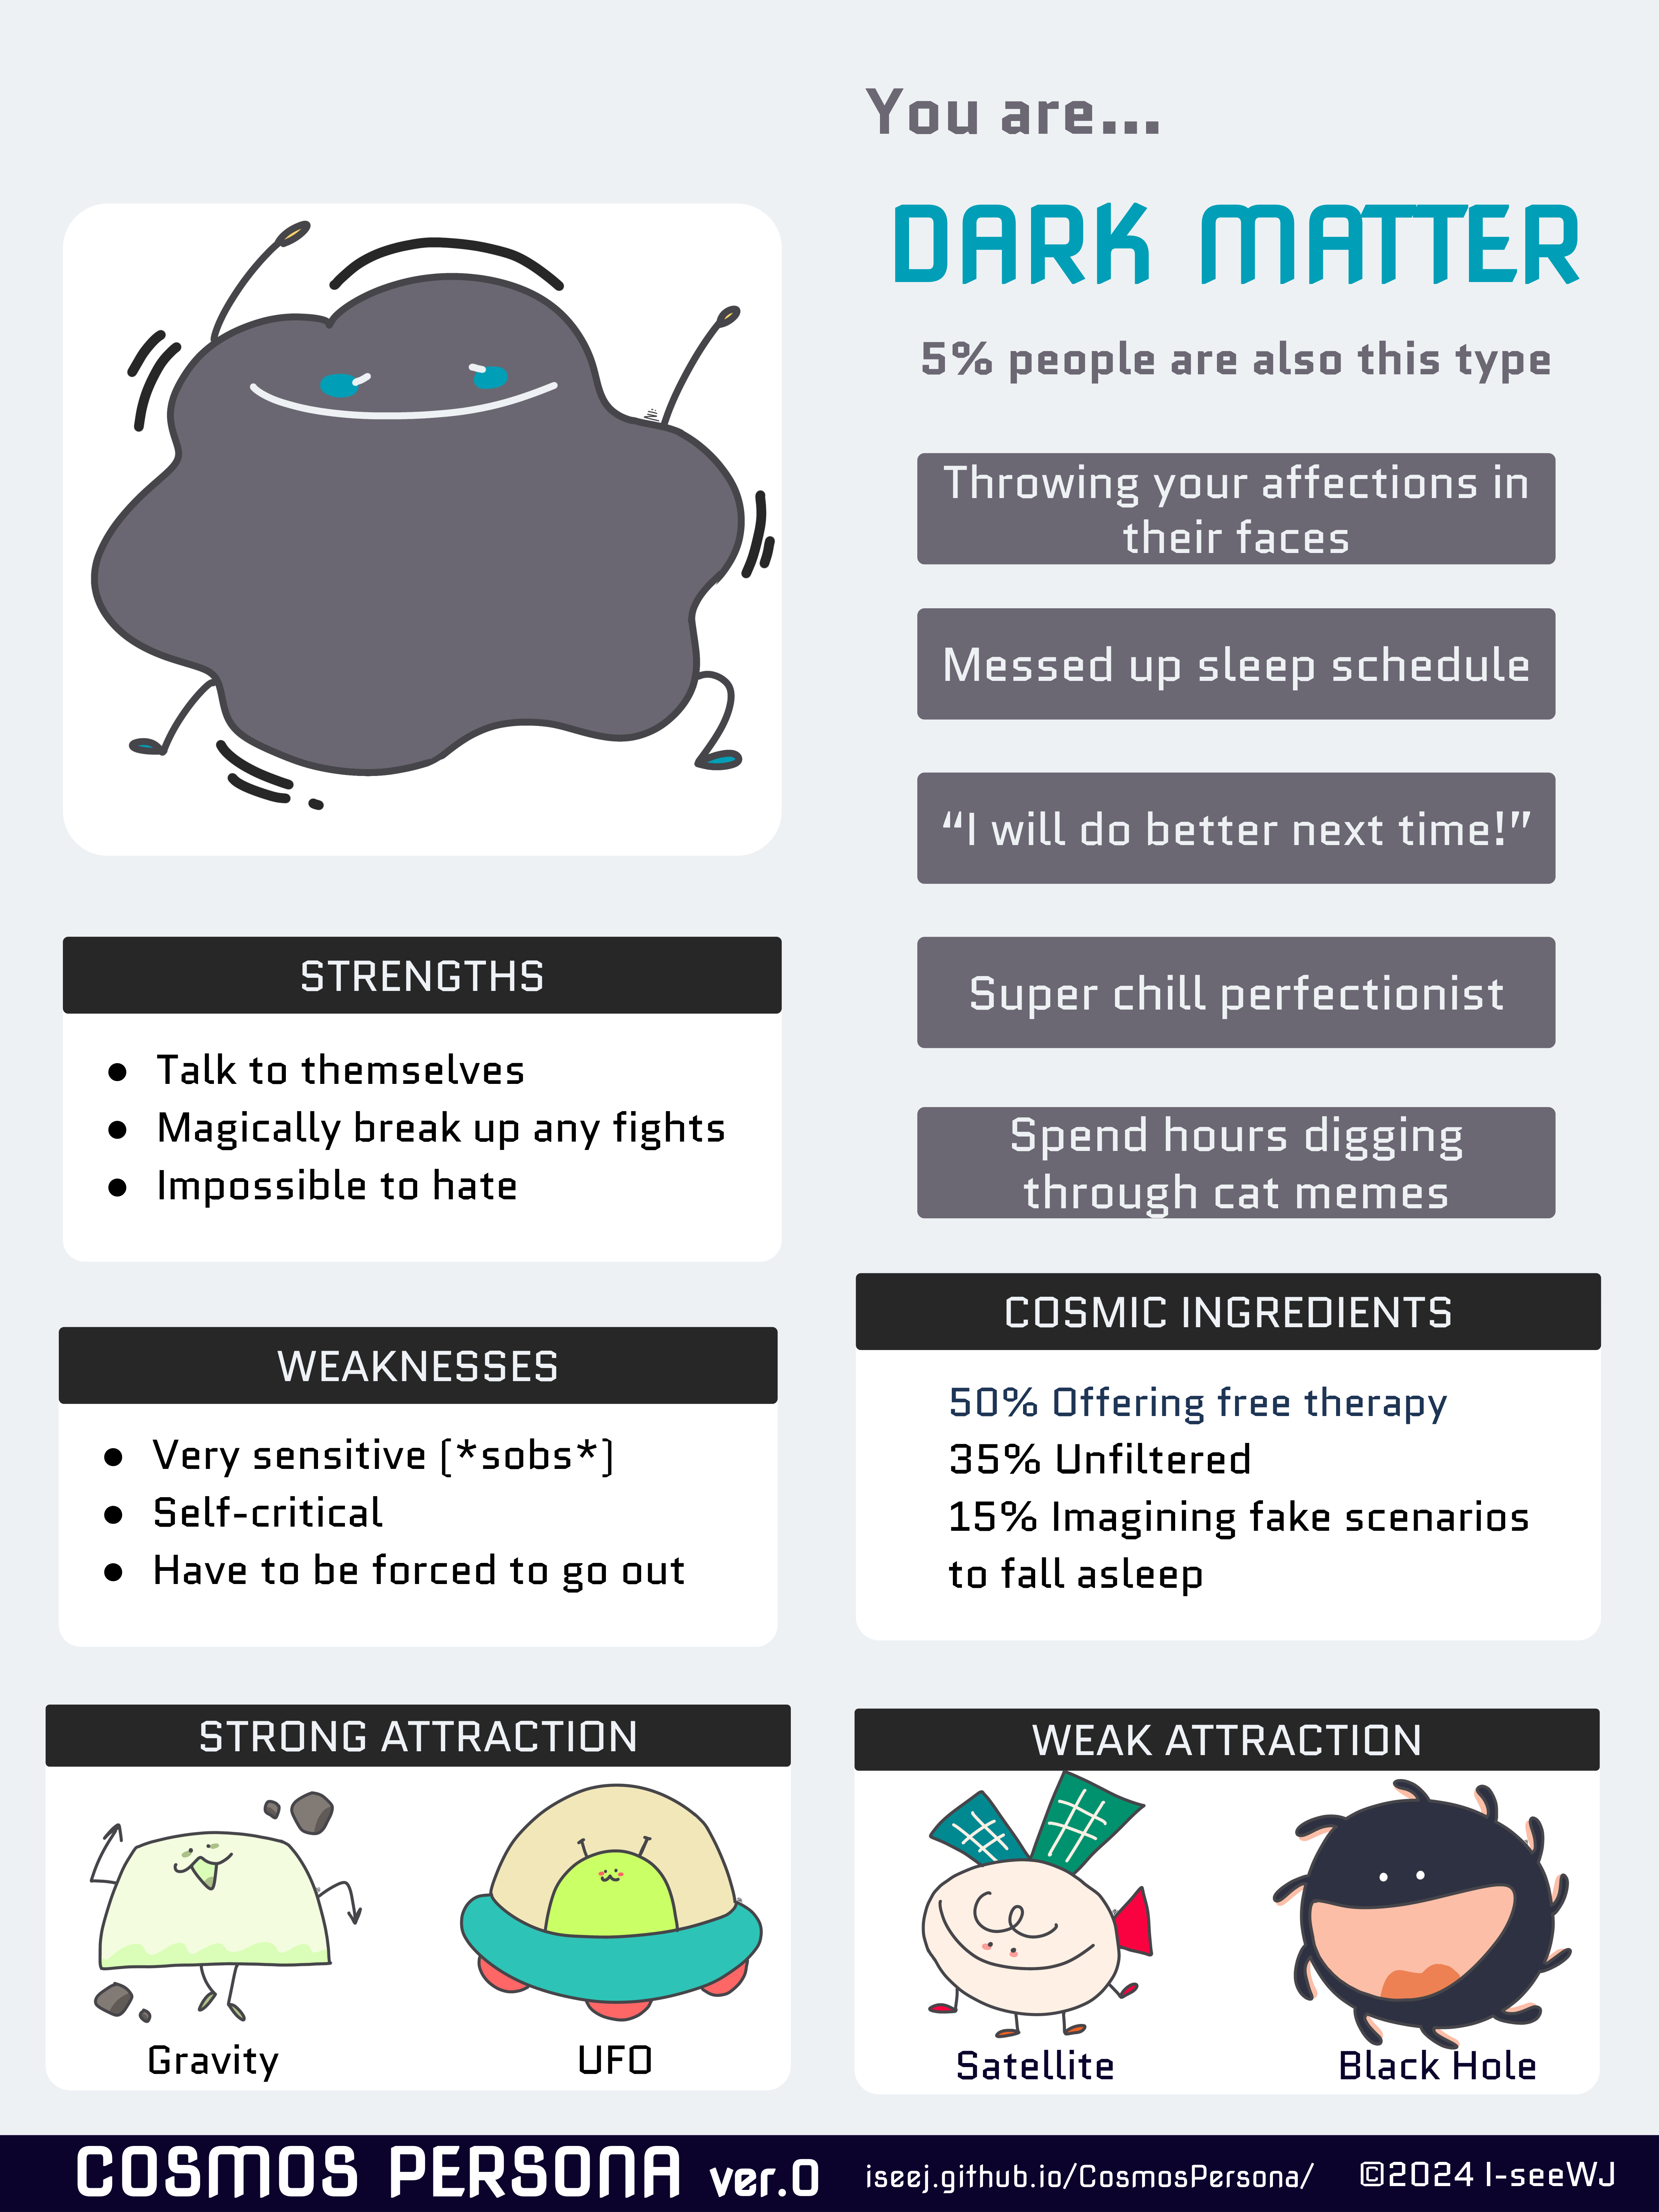 You are...
DARK MATTER
5% people are also this type
Throwing your affections in
their faces
Messed up sleep schedule
“I will do better next time!”
Super chill perfectionist
Spend hours digging
through cat memes
STRENGTHS
● Talk to themselves
● Magically break up any fights
● Impossible to hate
WEAKNESSES
● Very sensitive (*sobs*)
● Self-critical
● Have to be forced to go out
COSMIC INGREDIENTS
50% Offering free therapy
35% Unfiltered
15% Imagining fake scenarios
to fall asleep
STRONG ATTRACTION
Gravity
UFO
WEAK ATTRACTION
Satellite
Black Hole
COSMOS PERSONA ver.0
iseej.github.io/CosmosPersona/
©2024 I-seeWJ